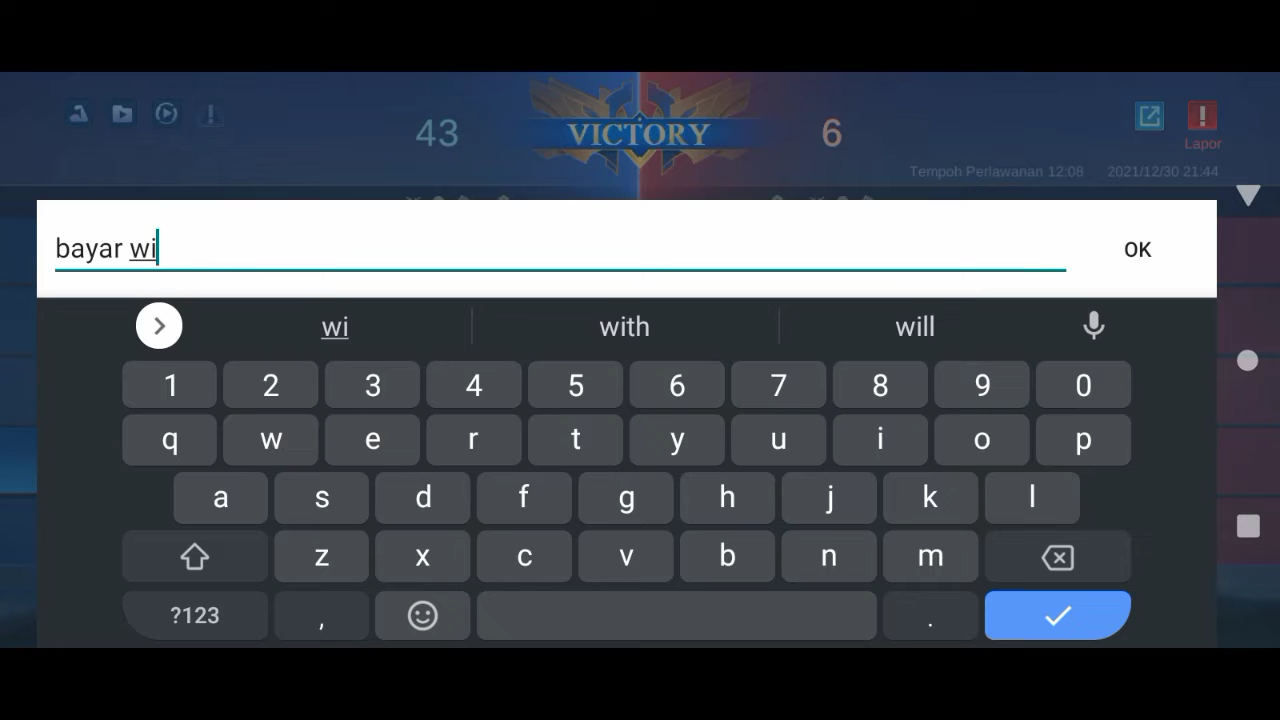 43 VICTORY 6
Lapor
Tempoh Perlawanan 12:08 2021/12/30 21:44
bayar wi OK
wi with will
1 2 3 4 5 6 7 8 9 0
q w e r t y u i o p
a s d f g h j k l
z x c v b n m
?123 , .